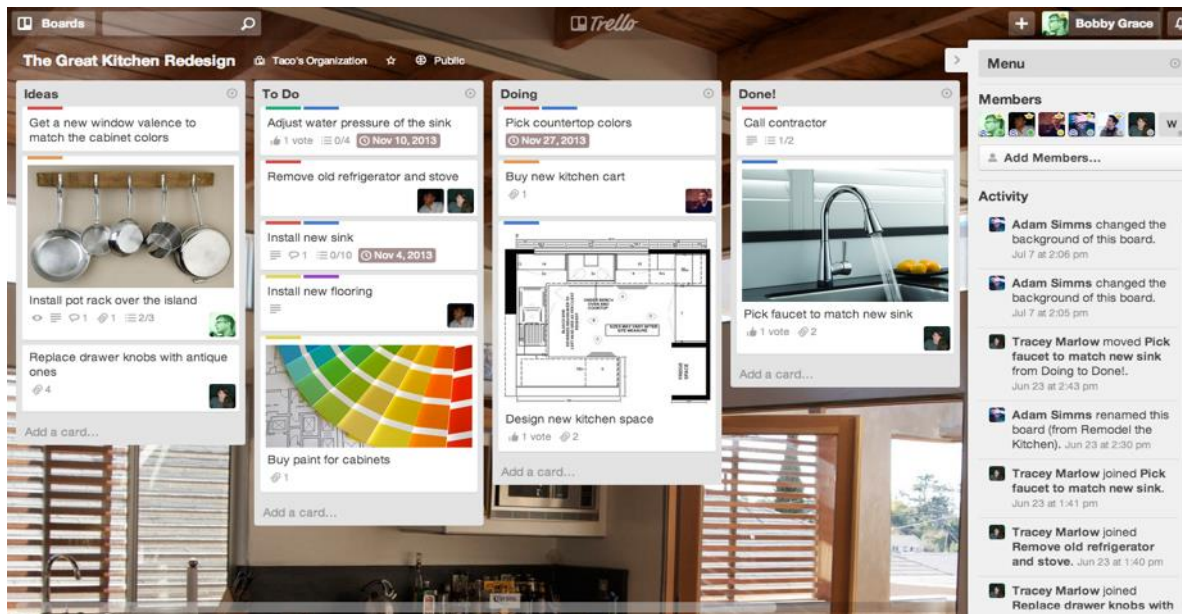 Boards
Trello
Bobby Grace
The Great Kitchen Redesign
Taco's Organization
Public
Ideas
Get a new window valence to
match the cabinet colors
Install pot rack over the island
1
1
2/3
Replace drawer knobs with antique
ones
4
Add a card...
To Do
Adjust water pressure of the sink
1 vote 0/4 Nov 10, 2013
Remove old refrigerator and stove
Install new sink
1 0/10 Nov 4, 2013
Install new flooring
Buy paint for cabinets
1
Add a card...
Doing
Pick countertop colors
Nov 27, 2013
Buy new kitchen cart
1
Design new kitchen space
1 vote 2
Add a card...
Done!
Call contractor
1/2
Pick faucet to match new sink
1 vote 2
Add a card...
Menu
Members
W
Add Members...
Activity
Adam Simms changed the
background of this board.
Jul 7 at 2:06 pm
Adam Simms changed the
background of this board.
Jul 7 at 2:05 pm
Tracey Marlow moved Pick
faucet to match new sink
from Doing to Done!.
Jun 23 at 2:43 pm
Adam Simms renamed this
board (from Remodel the
Kitchen). Jun 23 at 2:30 pm
Tracey Marlow joined Pick
faucet to match new sink.
Jun 23 at 1:41 pm
Tracey Marlow joined
Remove old refrigerator
and stove. Jun 23 at 1:40 pm
Tracey Marlow joined
Replace drawer knobs with